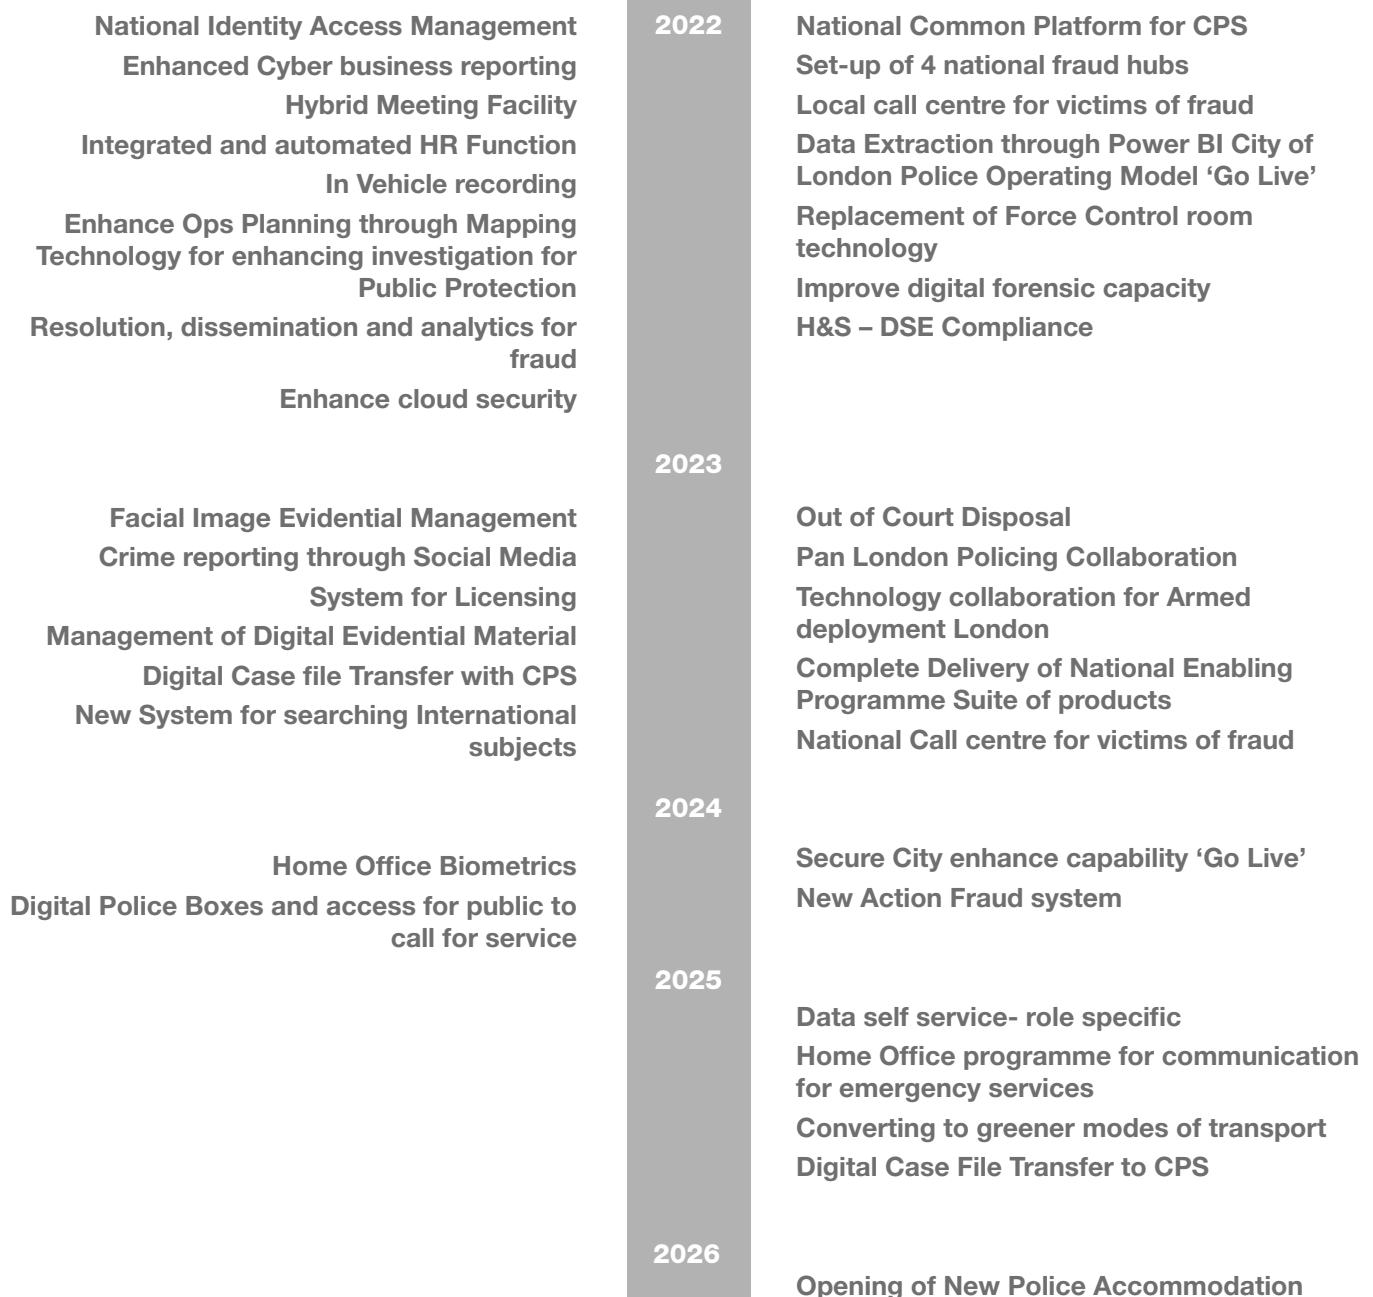 2022
National Identity Access Management
Enhanced Cyber business reporting
Hybrid Meeting Facility
Integrated and automated HR Function
In Vehicle recording
Enhance Ops Planning through Mapping
Technology for enhancing investigation for
Public Protection
Resolution, dissemination and analytics for
fraud
Enhance cloud security
National Common Platform for CPS
Set-up of 4 national fraud hubs
Local call centre for victims of fraud
Data Extraction through Power BI City of
London Police Operating Model ‘Go Live’
Replacement of Force Control room
technology
Improve digital forensic capacity
H&S – DSE Compliance
2023
Facial Image Evidential Management
Crime reporting through Social Media
System for Licensing
Management of Digital Evidential Material
Digital Case file Transfer with CPS
New System for searching International
subjects
Out of Court Disposal
Pan London Policing Collaboration
Technology collaboration for Armed
deployment London
Complete Delivery of National Enabling
Programme Suite of products
National Call centre for victims of fraud
2024
Home Office Biometrics
Digital Police Boxes and access for public to
call for service
Secure City enhance capability ‘Go Live’
New Action Fraud system
2025
Data self service- role specific
Home Office programme for communication
for emergency services
Converting to greener modes of transport
Digital Case File Transfer to CPS
2026
Opening of New Police Accommodation